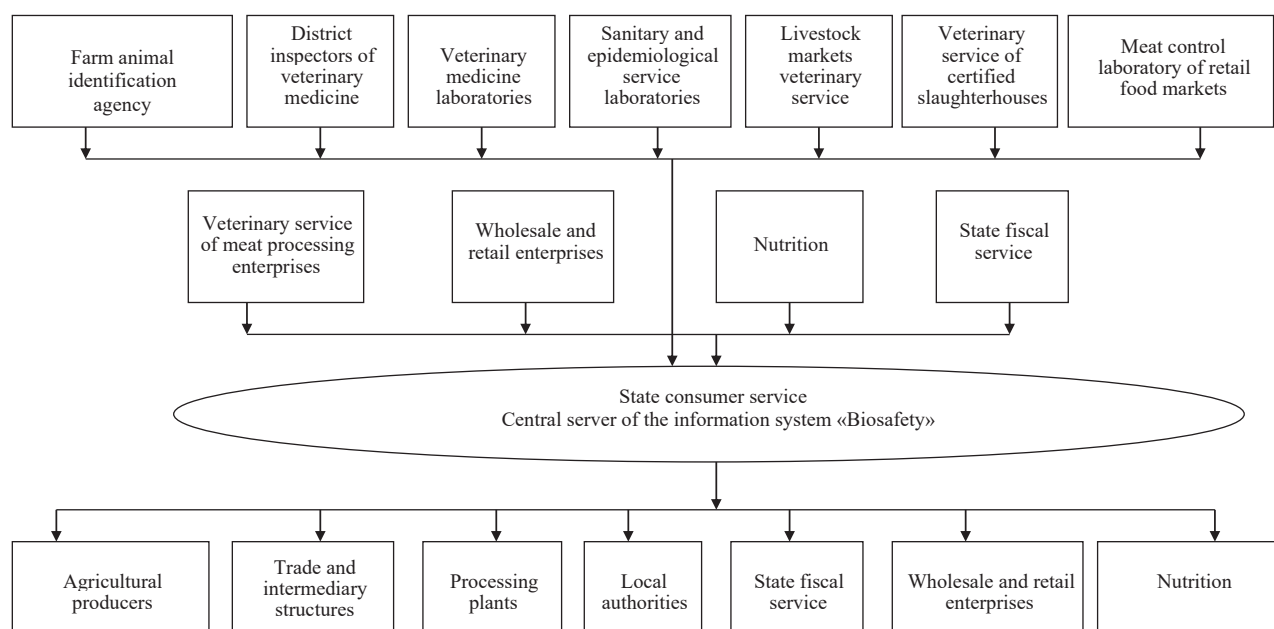 Farm animal
identification
agency
District
inspectors of
veterinary
medicine
Veterinary
medicine
laboratories
Sanitary and
epidemiological
service
laboratories
Livestock
markets
veterinary
service
Veterinary
service of
certified
slaughterhouses
Meat control
laboratory of retail
food markets
Veterinary service
of meat processing
enterprises
Wholesale and
retail enterprises
Nutrition
State fiscal
service
State consumer service
Central server of the information system «Biosafety»
Agricultural
producers
Trade and
intermediary
structures
Processing
plants
Local
authorities
State fiscal
service
Wholesale and retail
enterprises
Nutrition